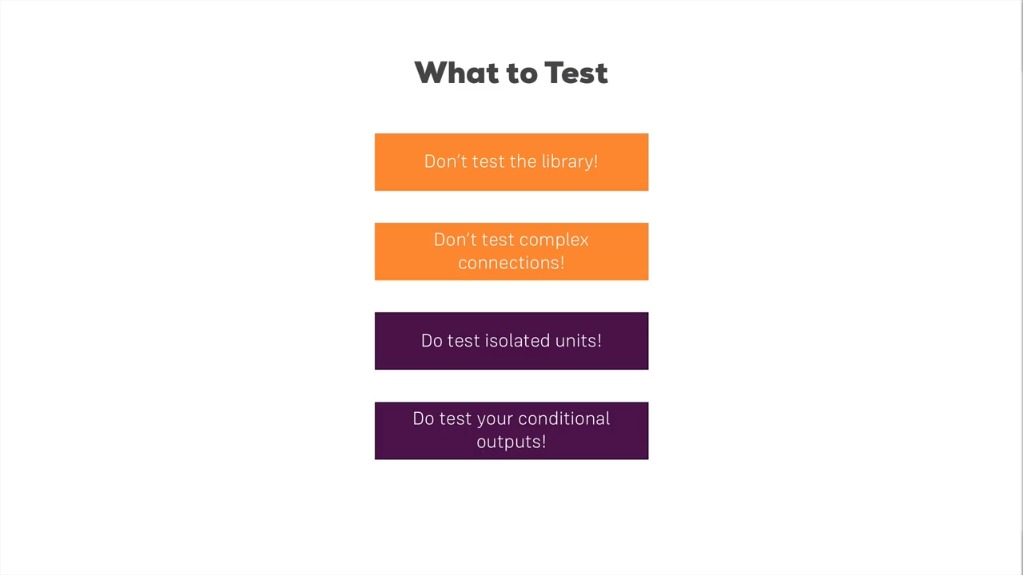 What to Test
Don't test the library!
Don't test complex
connections!
Do test isolated units!
Do test your conditional
outputs!